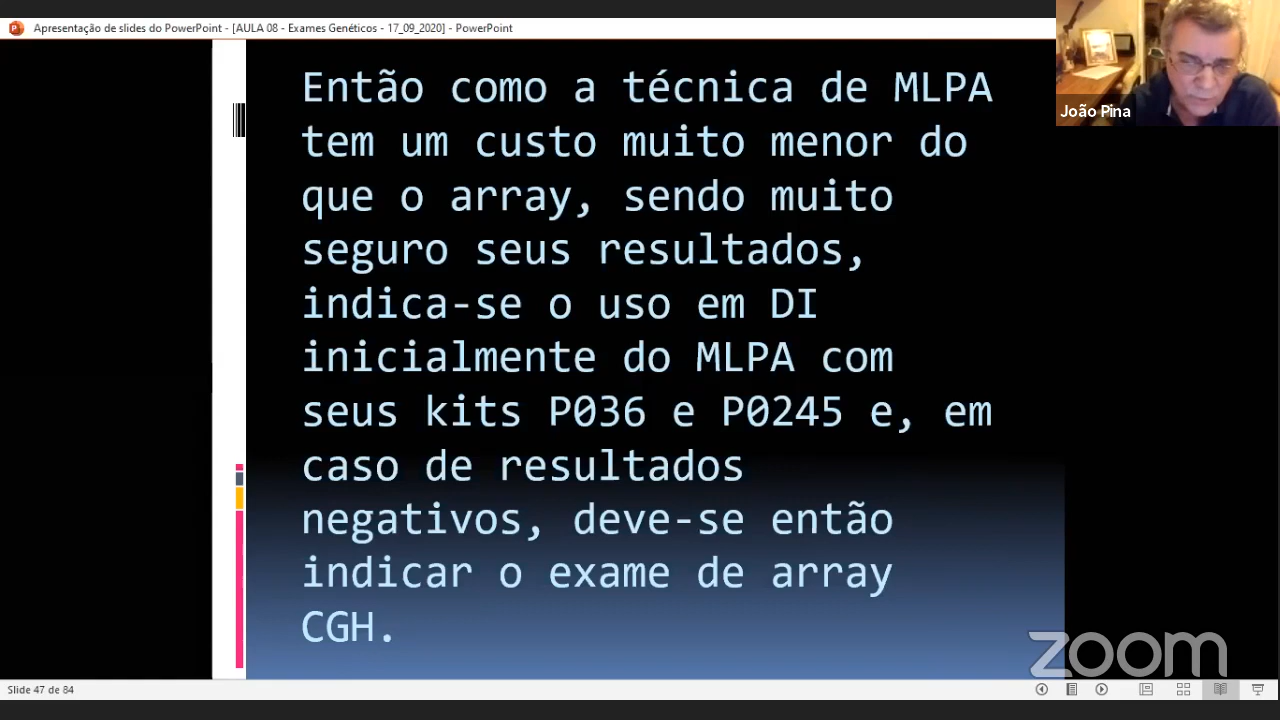 Apresentação de slides do PowerPoint - [AULA 08 - Exames Genéticos - 17_09_2020] - PowerPoint
João Pina
Então como a técnica de MLPA
tem um custo muito menor do
que o array, sendo muito
seguro seus resultados,
indica-se o uso em DI
inicialmente do MLPA com
seus kits P036 e P0245 e, em
caso de resultados
negativos, deve-se então
indicar o exame de array
CGH.
zoom
Slide 47 de 84